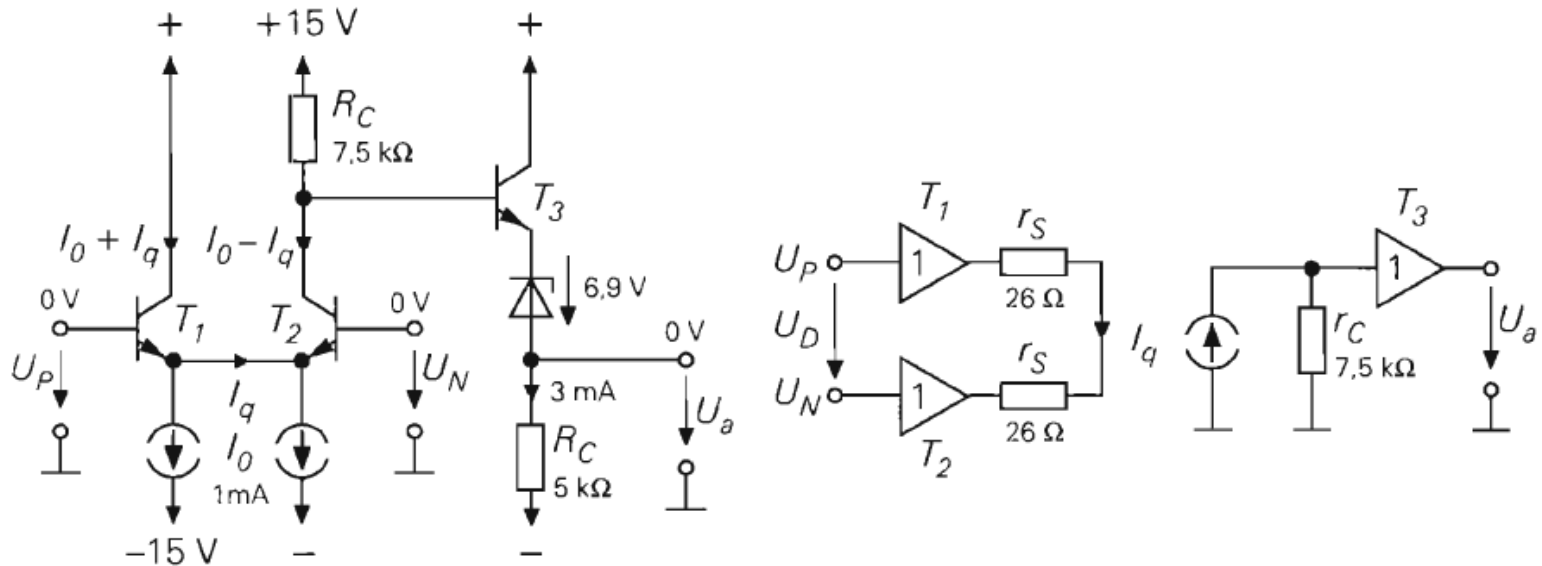 +
+15 V
+
R_C
7,5 kΩ
T_3
I_0 + I_q
I_0 − I_q
6,9 V
0 V
T_1
T_2
0 V
0 V
U_P
I_q
U_N
3 mA
U_a
I_0
1mA
R_C
5 kΩ
−15 V
−
−
T_1
r_S
U_P
1
26 Ω
U_D
I_q
r_S
U_N
1
26 Ω
T_2
T_3
1
r_C
7,5 kΩ
U_a